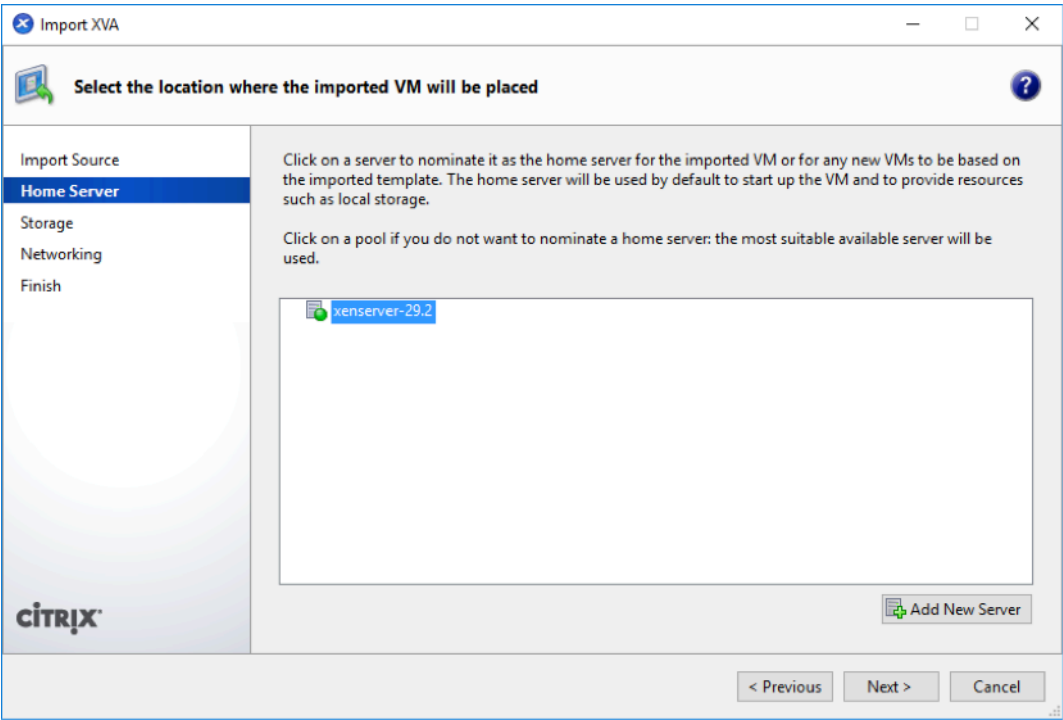 Import XVA
Select the location where the imported VM will be placed
?
Import Source
Home Server
Storage
Networking
Finish
Click on a server to nominate it as the home server for the imported VM or for any new VMs to be based on
the imported template. The home server will be used by default to start up the VM and to provide resources
such as local storage.
Click on a pool if you do not want to nominate a home server: the most suitable available server will be
used.
xenserver-29.2
Add New Server
CİTRIX
< Previous
Next >
Cancel